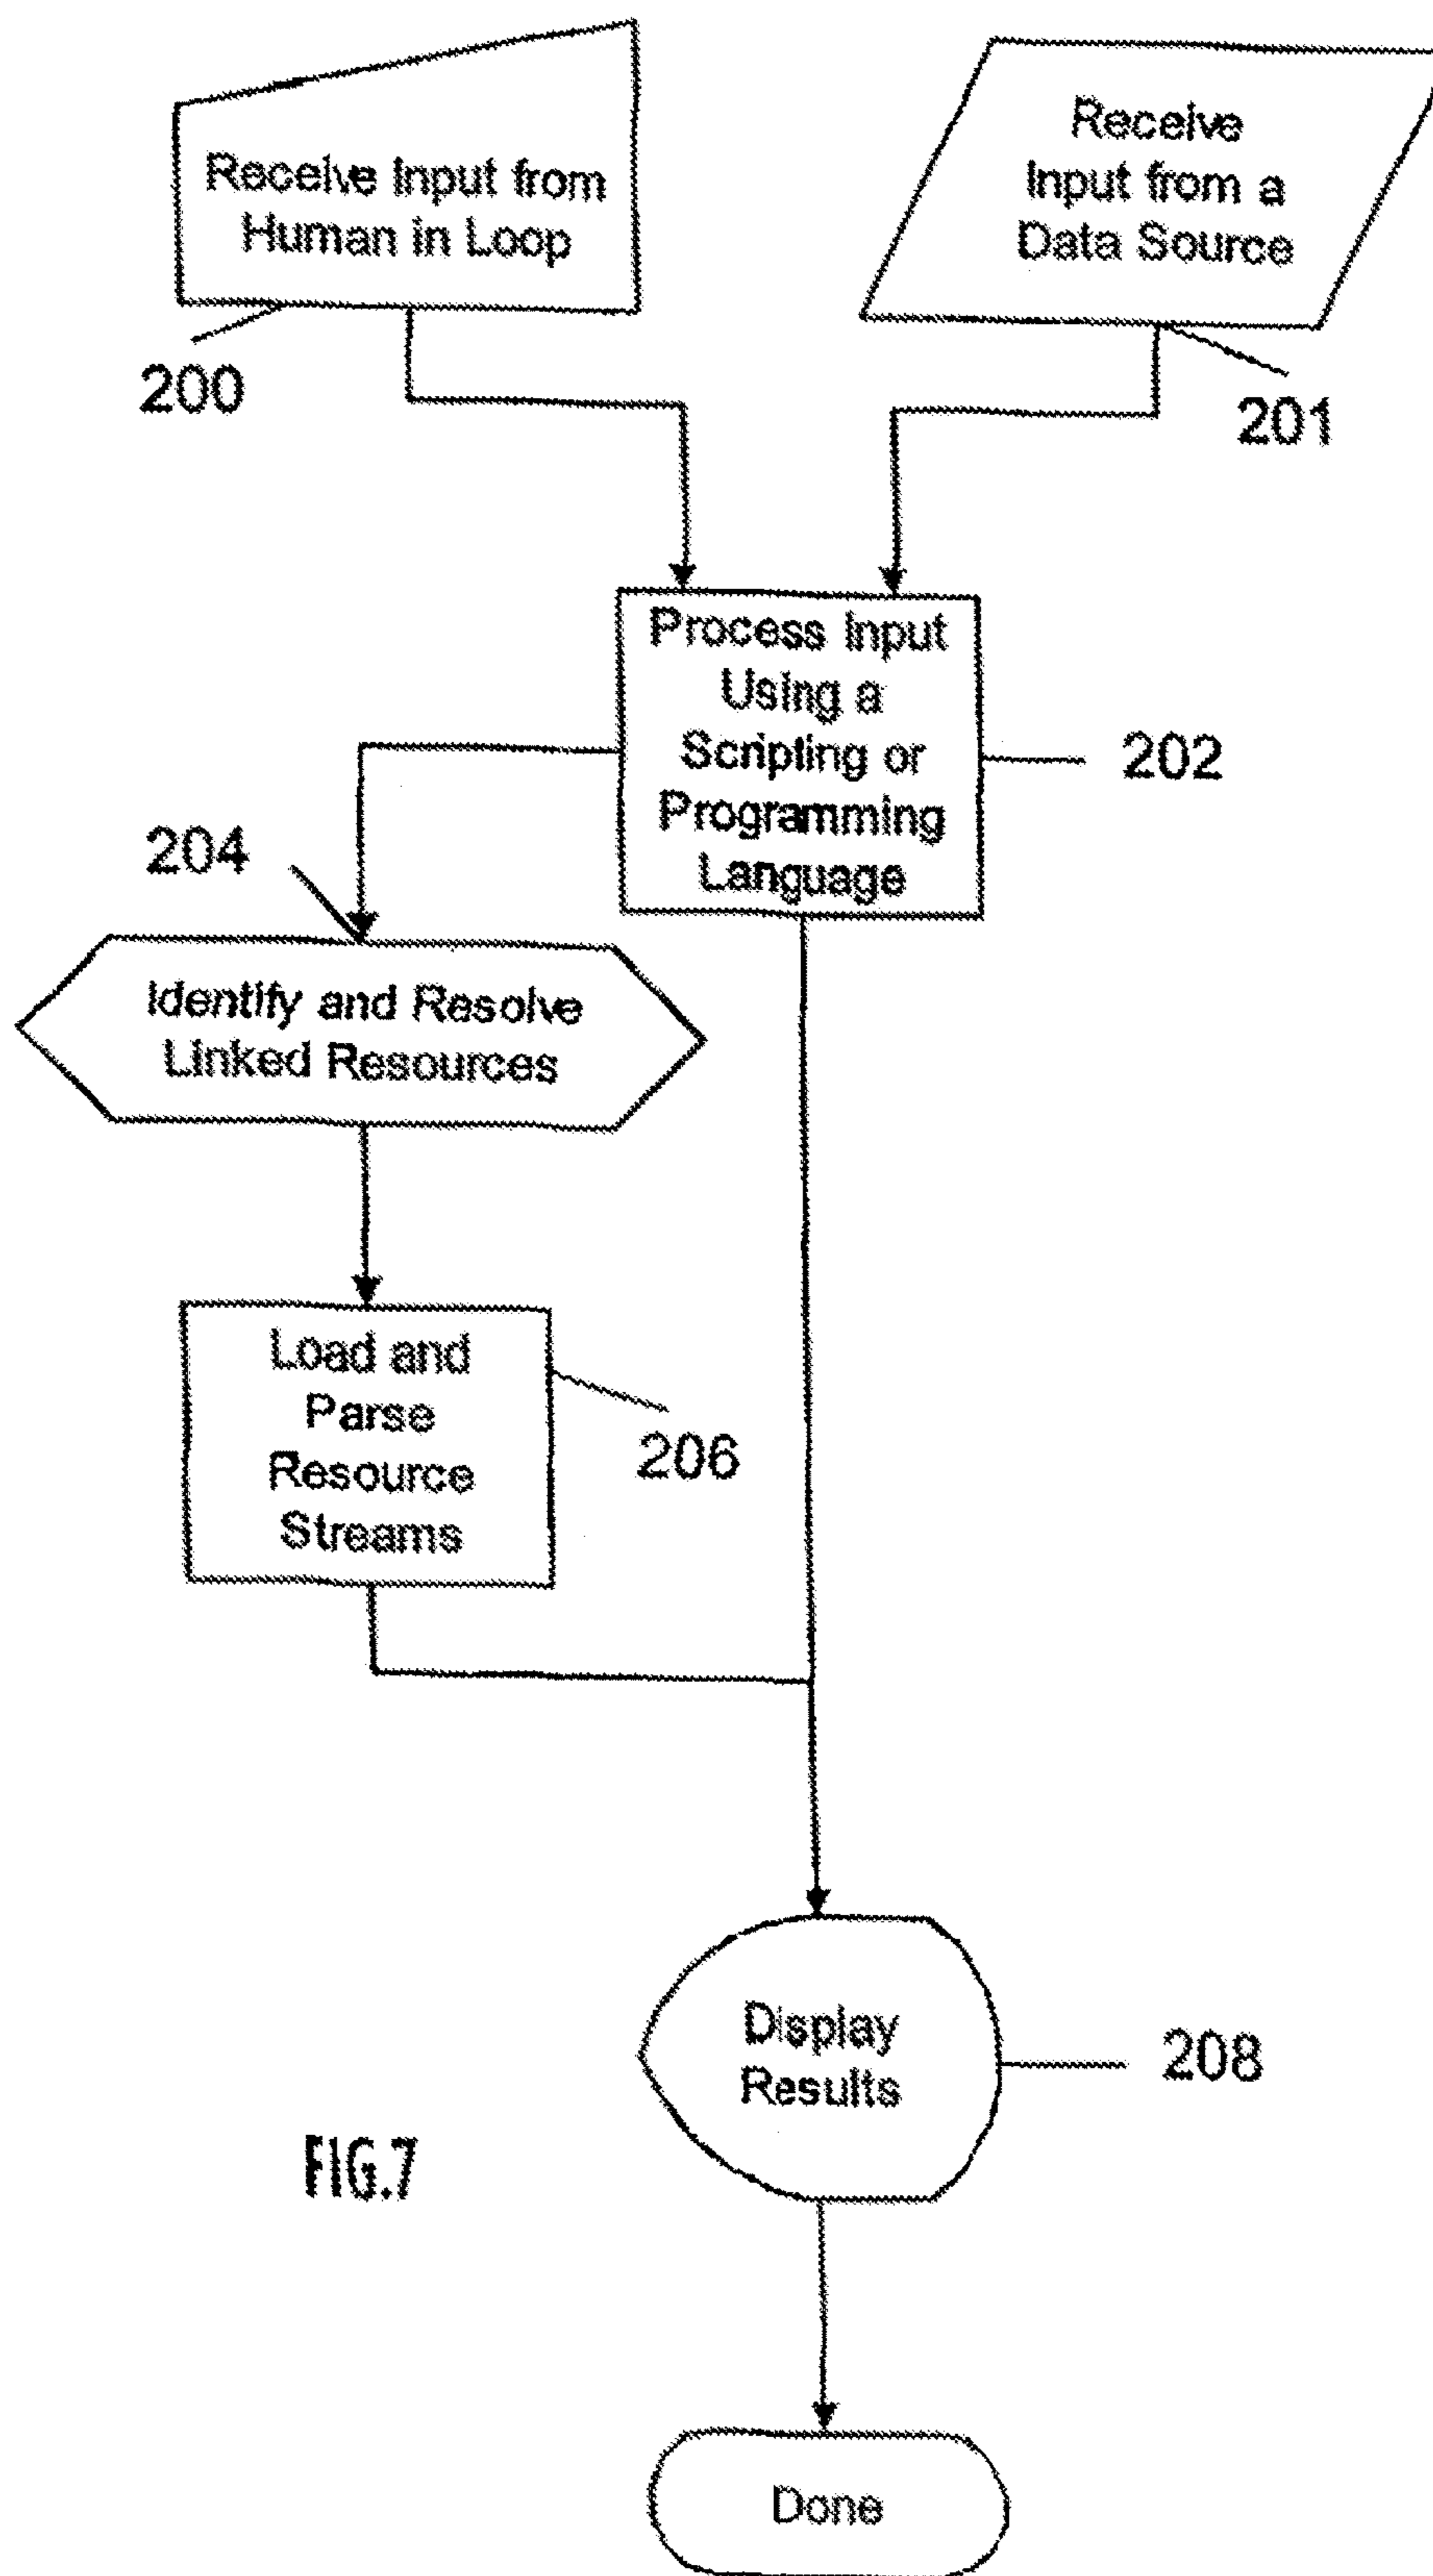 Receive Input from
Human in Loop
200
Receive
Input from a
Data Source
201
Process Input
Using a
Scripting or
Programming
Language
202
204
Identify and Resolve
Linked Resources
Load and
Parse
Resource
Streams
206
Display
Results
208
FIG.7
Done